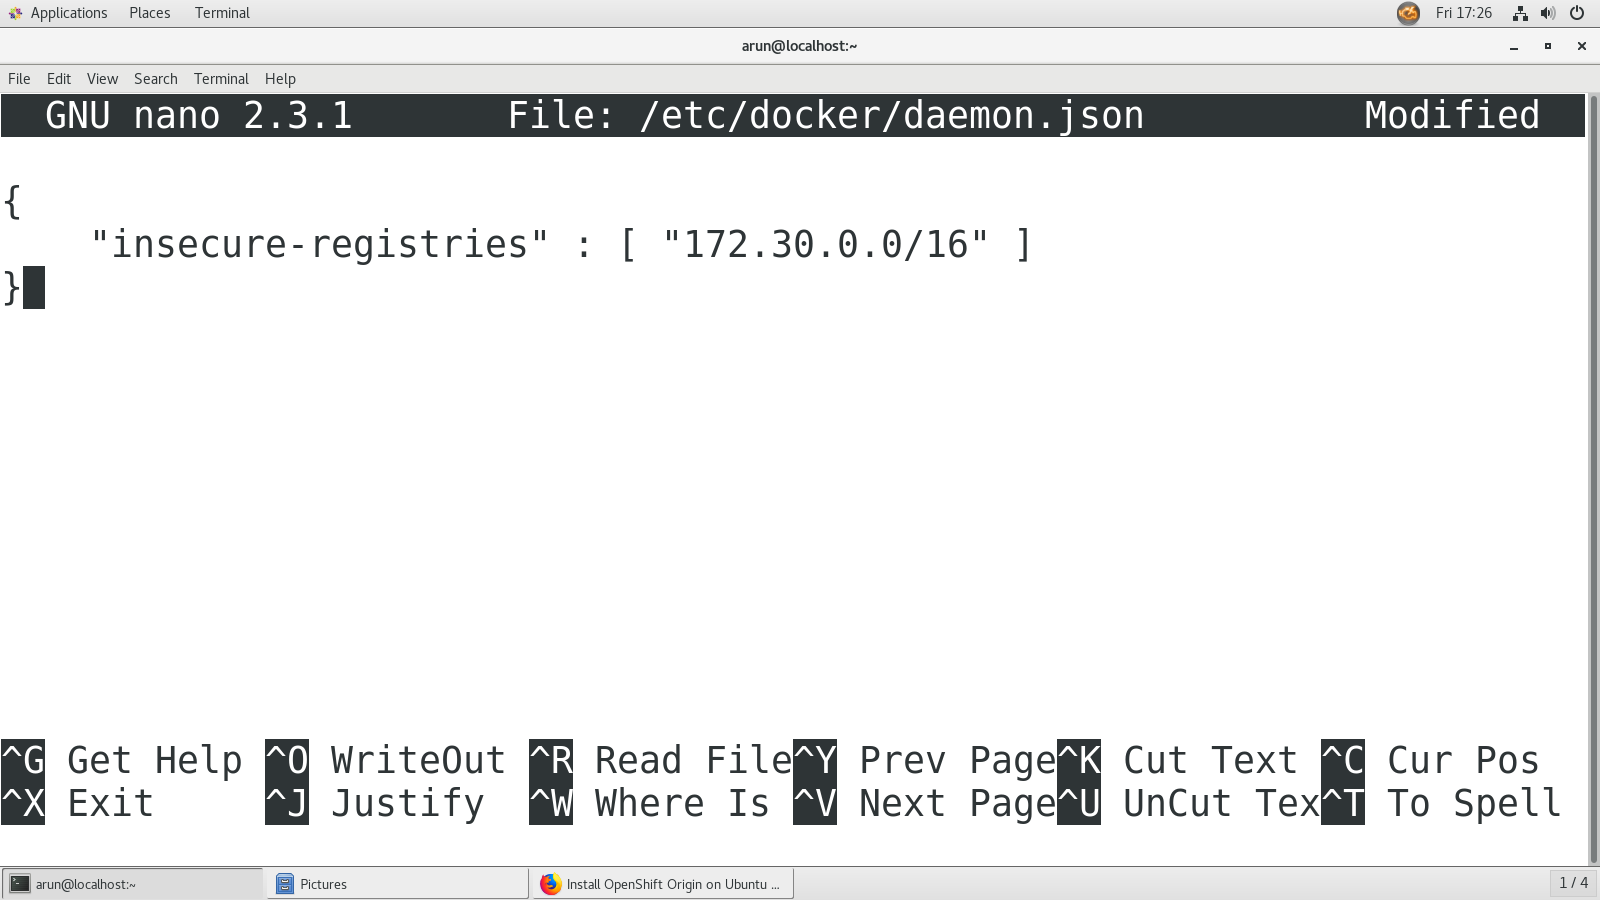 Applications Places Terminal Fri 17:26
arun@localhost:~
File Edit View Search Terminal Help
GNU nano 2.3.1 File: /etc/docker/daemon.json Modified
{
"insecure-registries" : [ "172.30.0.0/16" ]
}
^G Get Help ^O WriteOut ^R Read File ^Y Prev Page ^K Cut Text ^C Cur Pos
^X Exit ^J Justify ^W Where Is ^V Next Page ^U UnCut Tex ^T To Spell
arun@localhost:~ Pictures Install OpenShift Origin on Ubuntu ... 1 / 4